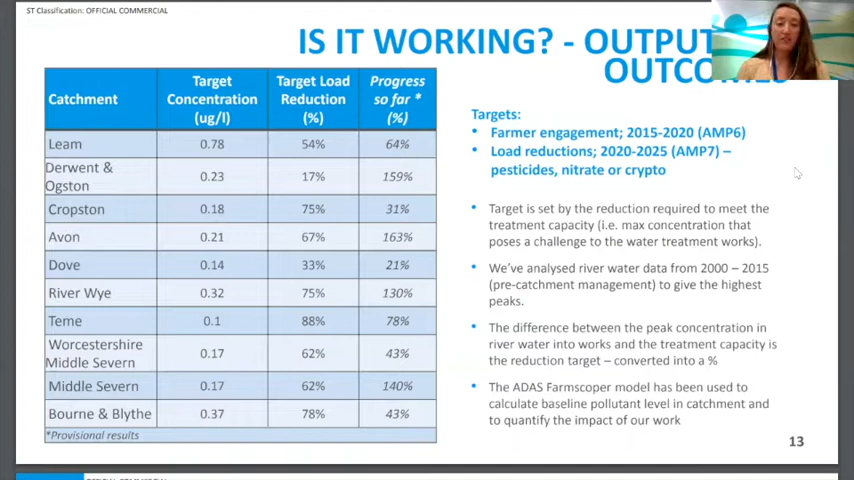 ST Classification: OFFICIAL COMMERCIAL
IS IT WORKING? - OUTPUT
Catchment
Target Concentration (ug/l)
Target Load Reduction (%)
Progress so far * (%)
Leam 0.78 54% 64%
Derwent & Ogston 0.23 17% 159%
Cropston 0.18 75% 31%
Avon 0.21 67% 163%
Dove 0.14 33% 21%
River Wye 0.32 75% 130%
Teme 0.1 88% 78%
Worcestershire Middle Severn 0.17 62% 43%
Middle Severn 0.17 62% 140%
Bourne & Blythe 0.37 78% 43%
*Provisional results
Targets:
• Farmer engagement; 2015-2020 (AMP6)
• Load reductions; 2020-2025 (AMP7) –
pesticides, nitrate or crypto
• Target is set by the reduction required to meet the
treatment capacity (i.e. max concentration that
poses a challenge to the water treatment works).
• We've analysed river water data from 2000 – 2015
(pre-catchment management) to give the highest
peaks.
• The difference between the peak concentration in
river water into works and the treatment capacity is
the reduction target – converted into a %
• The ADAS Farmscoper model has been used to
calculate baseline pollutant level in catchment and
to quantify the impact of our work
13